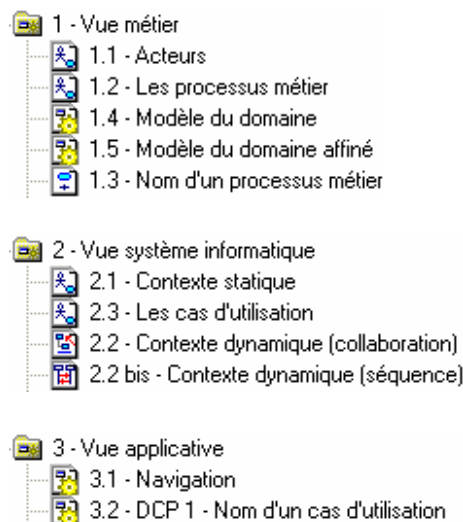 1 - Vue métier
1.1 - Acteurs
1.2 - Les processus métier
1.4 - Modèle du domaine
1.5 - Modèle du domaine affiné
1.3 - Nom d'un processus métier
2 - Vue système informatique
2.1 - Contexte statique
2.3 - Les cas d'utilisation
2.2 - Contexte dynamique (collaboration)
2.2 bis - Contexte dynamique (séquence)
3 - Vue applicative
3.1 - Navigation
3.2 - DCP 1 - Nom d'un cas d'utilisation